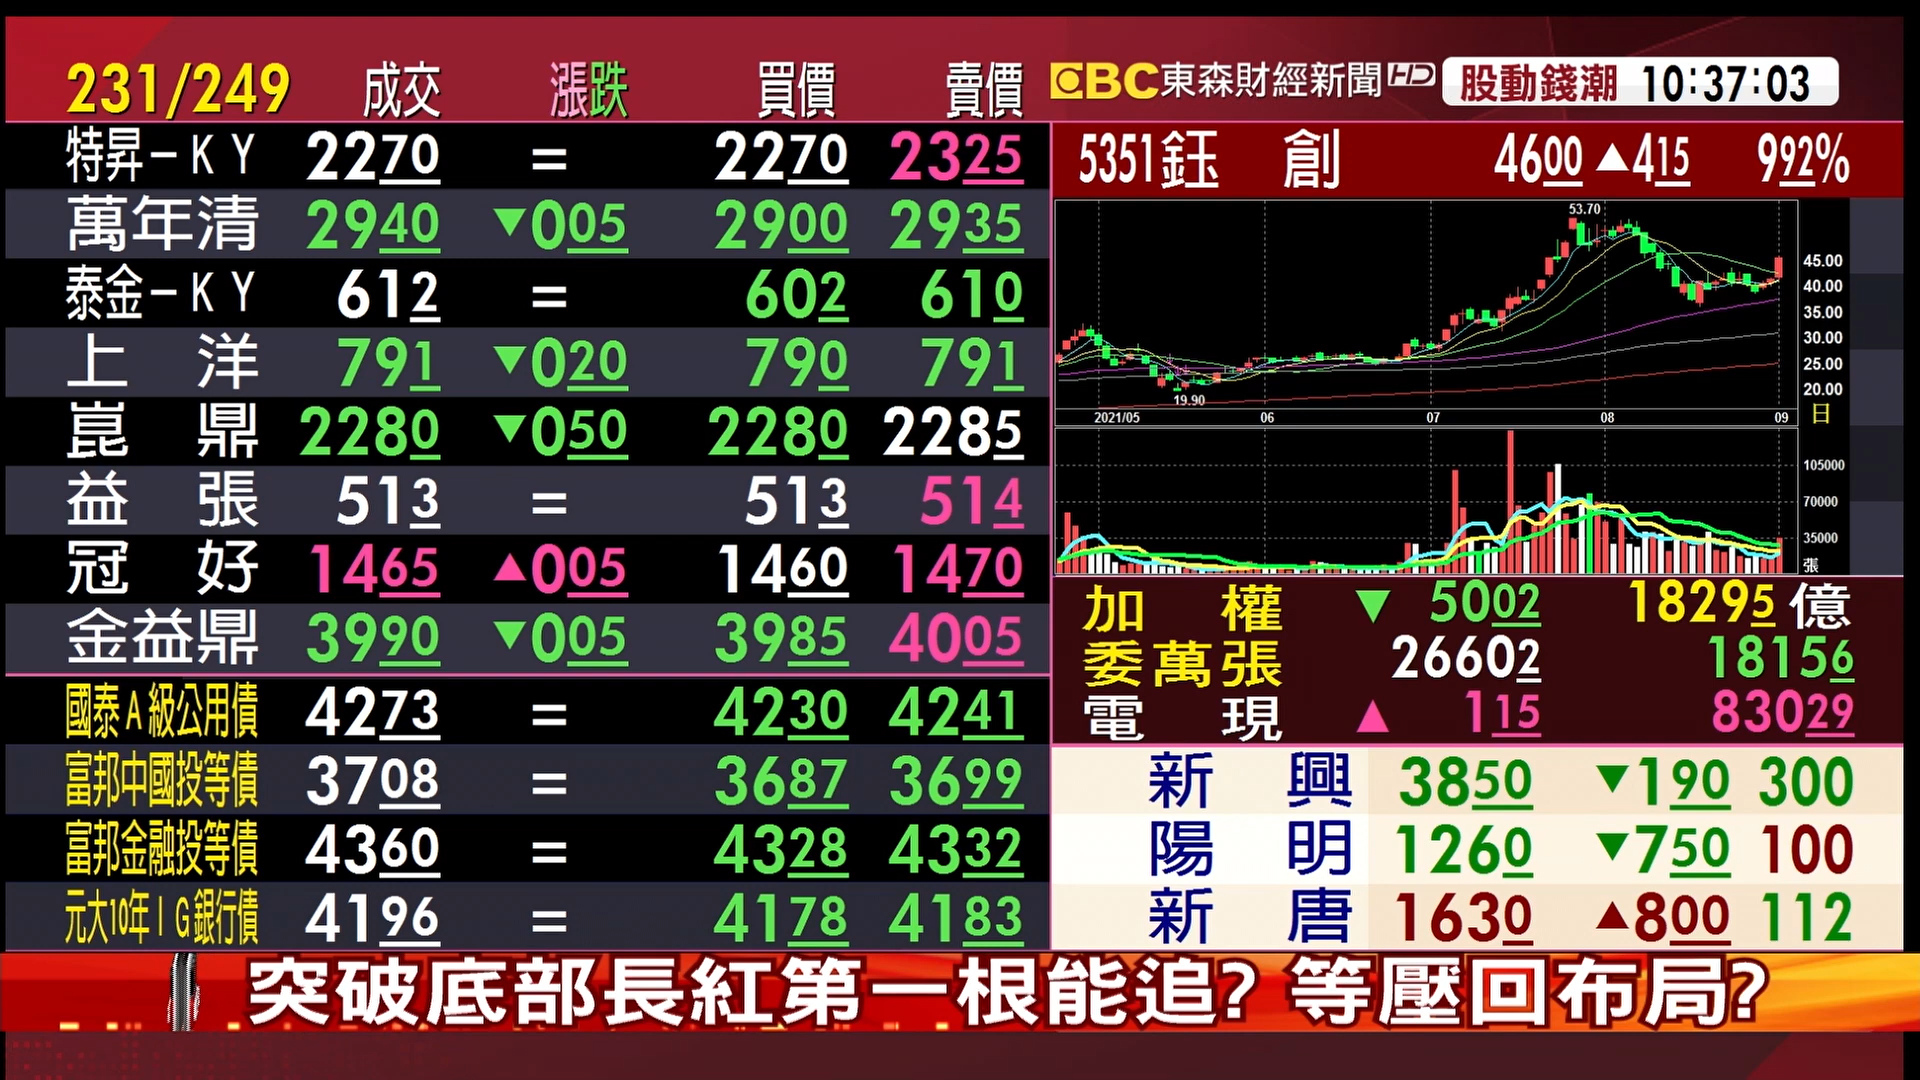 231/249 成交 漲跌 買價 賣價
特昇－KY 2270 = 2270 2325
萬年清 2940 ▼005 2900 2935
泰金－KY 612 = 602 610
上洋 791 ▼020 790 791
崑鼎 2280 ▼050 2280 2285
益張 513 = 513 514
冠好 1465 ▲005 1460 1470
金益鼎 3990 ▼005 3985 4005
國泰A級公用債 4273 = 4230 4241
富邦中國投等債 3708 = 3687 3699
富邦金融投等債 4360 = 4328 4332
元大10年IG銀行債 4196 = 4178 4183
EBC東森財經新聞HD 股動錢潮 10:37:03
5351鈺創 4600 ▲415 992%
53.70
45.00
40.00
35.00
30.00
25.00
20.00
19.90
2021/05 06 07 08 09 日
105000
70000
35000
張
加權 ▼ 5002 18295億
委萬張 26602 18156
電現 ▲ 115 83029
新興 3850 ▼190 300
陽明 1260 ▼750 100
新唐 1630 ▲800 112
突破底部長紅第一根能追? 等壓回布局?